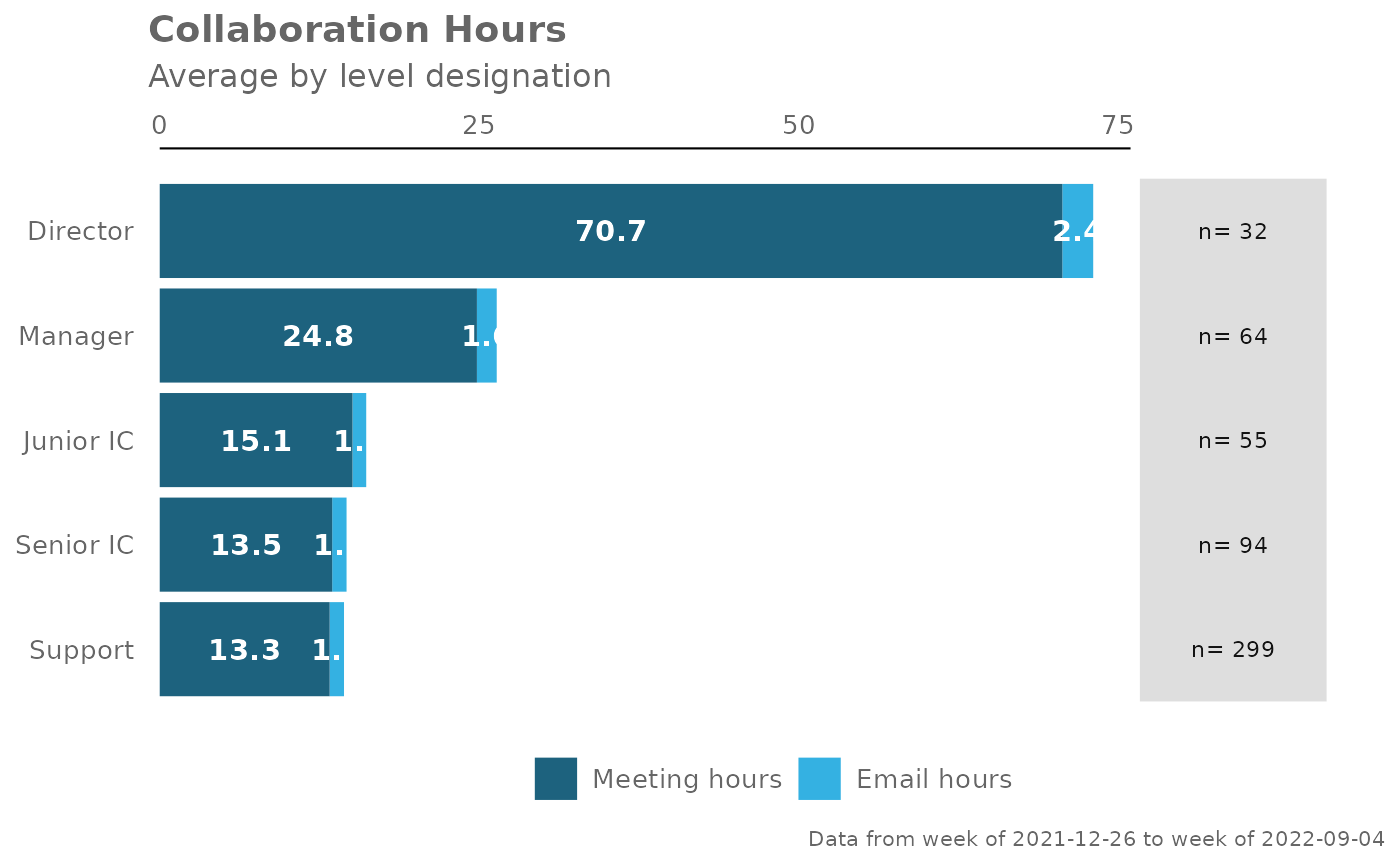 Collaboration Hours
Average by level designation
0 25 50 75
Director 70.7 2.4 n= 32
Manager 24.8 n= 64
Junior IC 15.1 n= 55
Senior IC 13.5 n= 94
Support 13.3 n= 299
Meeting hours Email hours
Data from week of 2021-12-26 to week of 2022-09-04